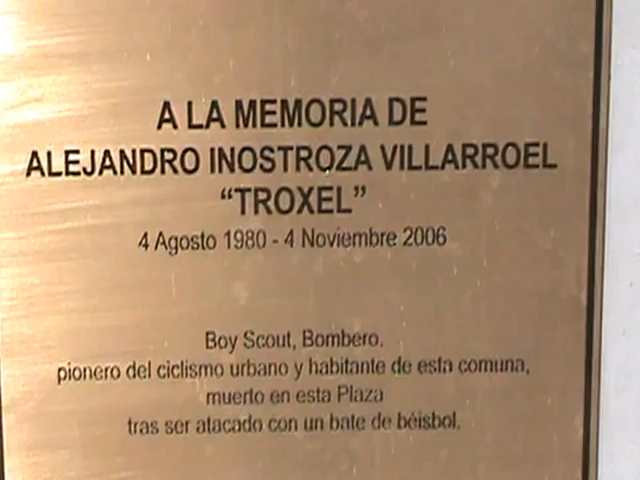 A LA MEMORIA DE
ALEJANDRO INOSTROZA VILLARROEL
“TROXEL”
4 Agosto 1980 - 4 Noviembre 2006
Boy Scout, Bombero.
pionero del ciclismo urbano y habitante de esta comuna,
muerto en esta Plaza
tras ser atacado con un bate de béisbol.